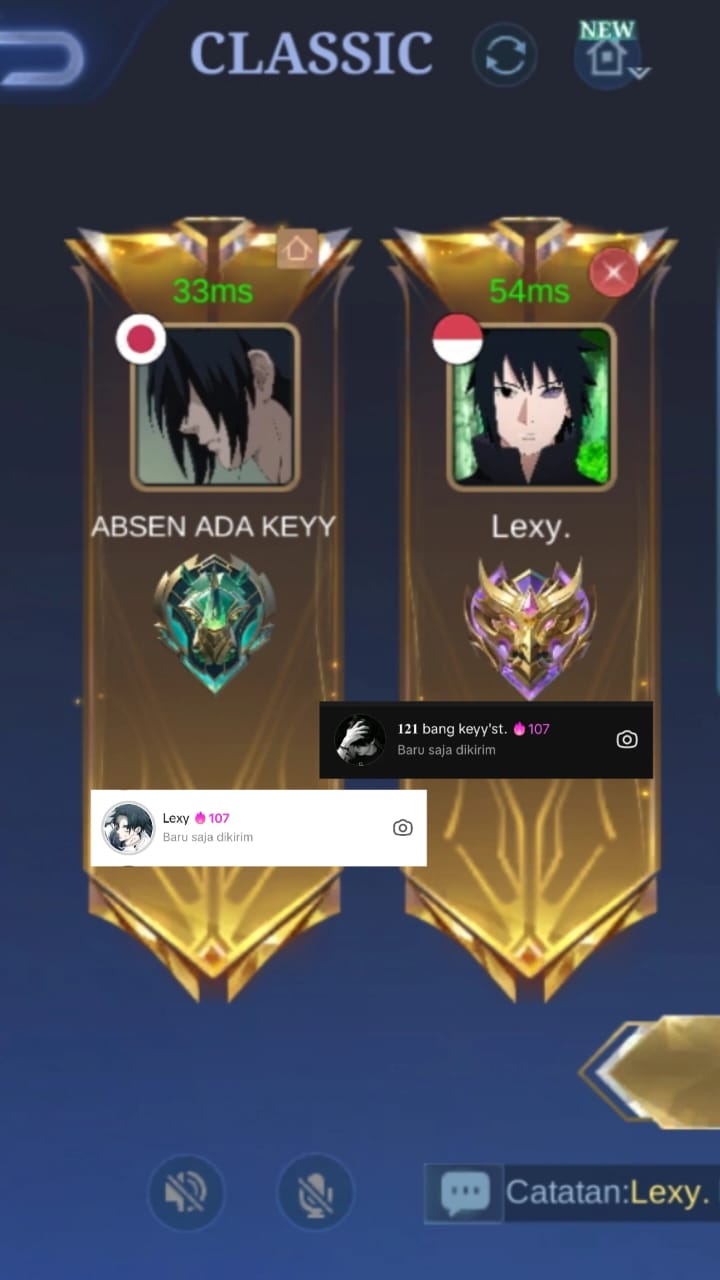 CLASSIC
NEW
33ms
54ms
ABSEN ADA KEYY
Lexy.
𝟏𝟐𝟏 bang keyy'st. 107
Baru saja dikirim
Lexy 107
Baru saja dikirim
Catatan:Lexy.